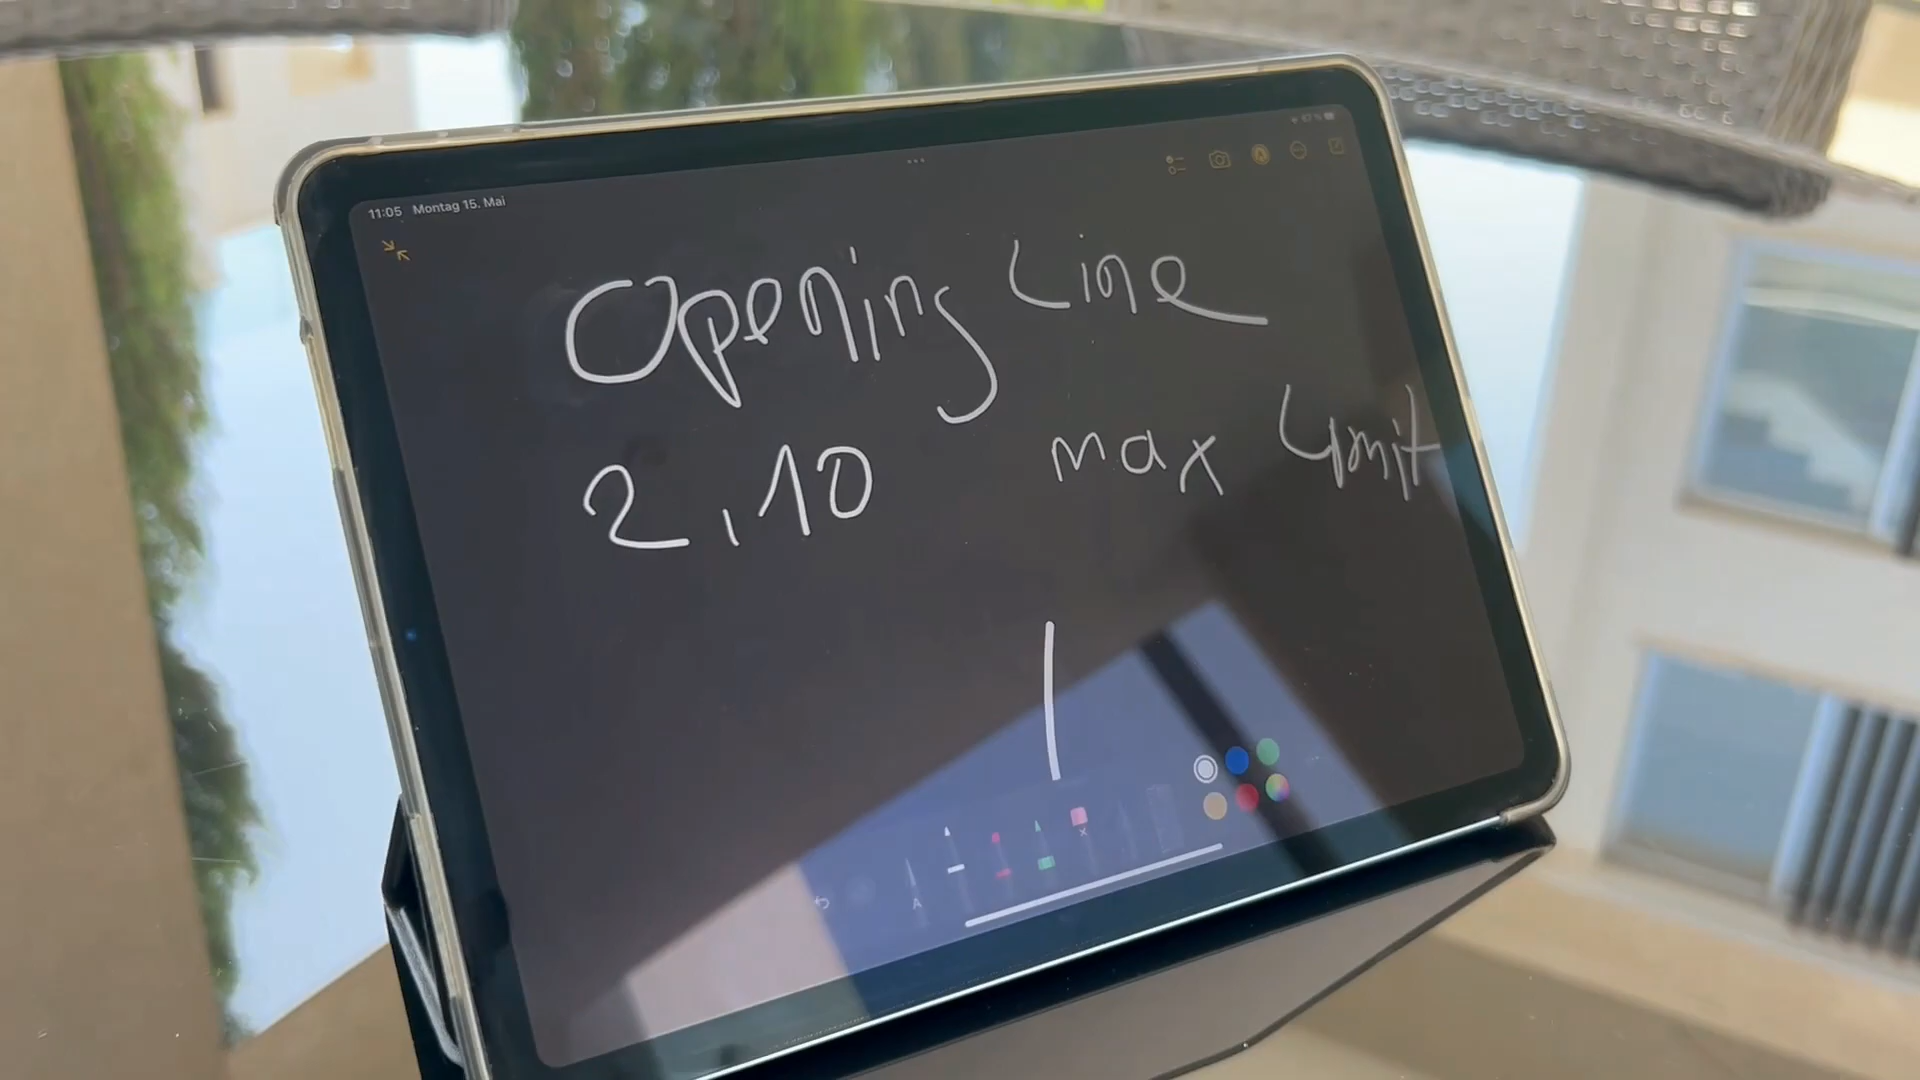 11:05 Montag 15. Mai
Opening Line
2,10 max Limit